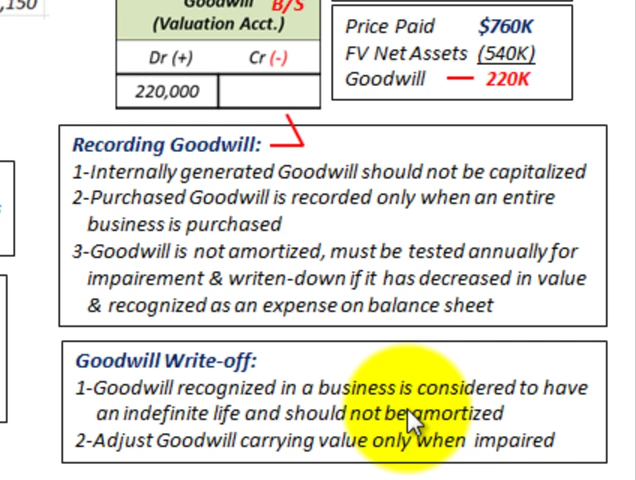 ,150
Goodwill B/S
(Valuation Acct.)
Dr (+) Cr (-)
220,000
Price Paid $760K
FV Net Assets (540K)
Goodwill 220K
Recording Goodwill:
1-Internally generated Goodwill should not be capitalized
2-Purchased Goodwill is recorded only when an entire
business is purchased
3-Goodwill is not amortized, must be tested annually for
impairement & writen-down if it has decreased in value
& recognized as an expense on balance sheet
Goodwill Write-off:
1-Goodwill recognized in a business is considered to have
an indefinite life and should not be amortized
2-Adjust Goodwill carrying value only when impaired